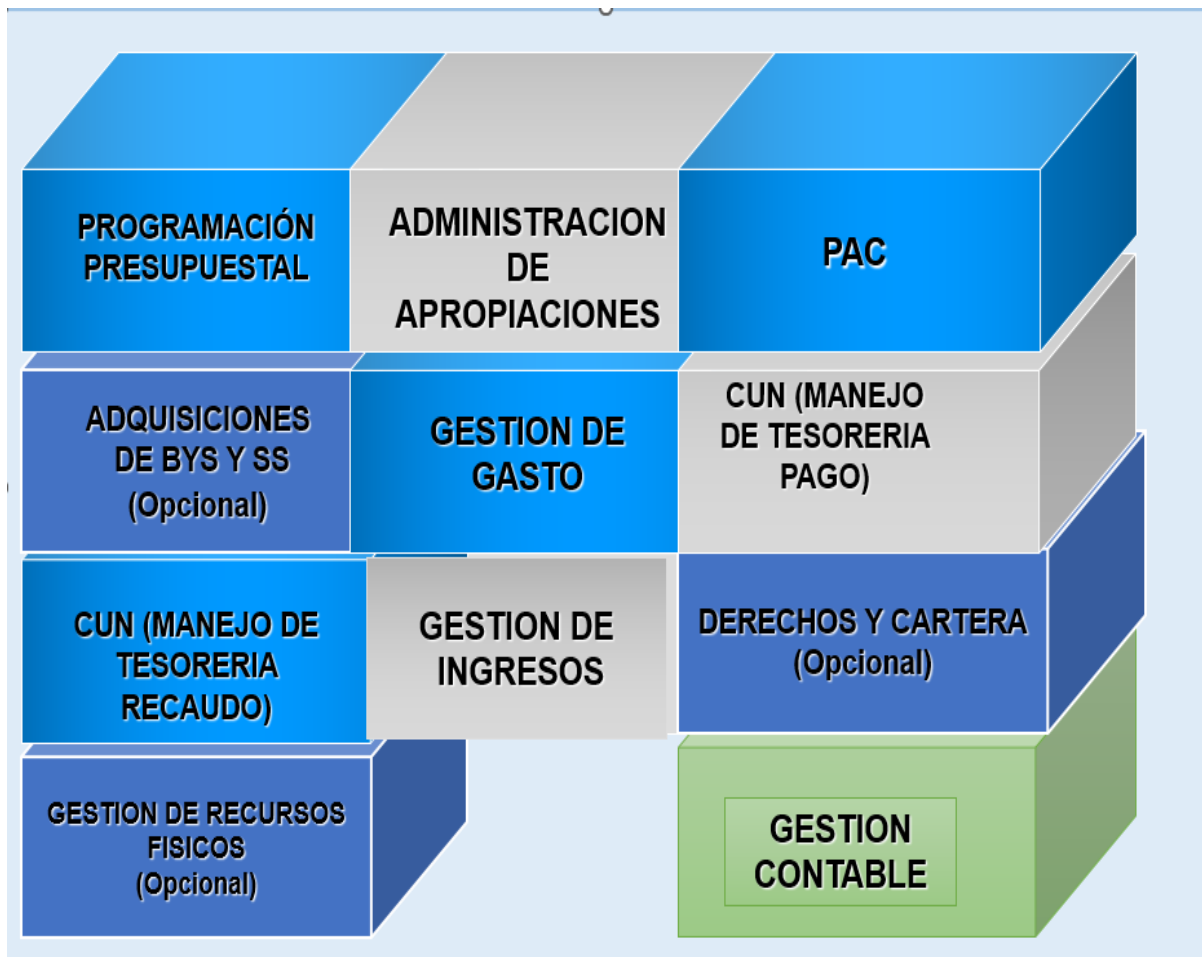 PROGRAMACIÓN
PRESUPUESTAL
ADMINISTRACION
DE
APROPIACIONES
PAC
ADQUISICIONES
DE BYS Y SS
(Opcional)
GESTION DE
GASTO
CUN (MANEJO
DE TESORERIA
PAGO)
CUN (MANEJO DE
TESORERIA
RECAUDO)
GESTION DE
INGRESOS
DERECHOS Y CARTERA
(Opcional)
GESTION DE RECURSOS
FISICOS
(Opcional)
GESTION
CONTABLE